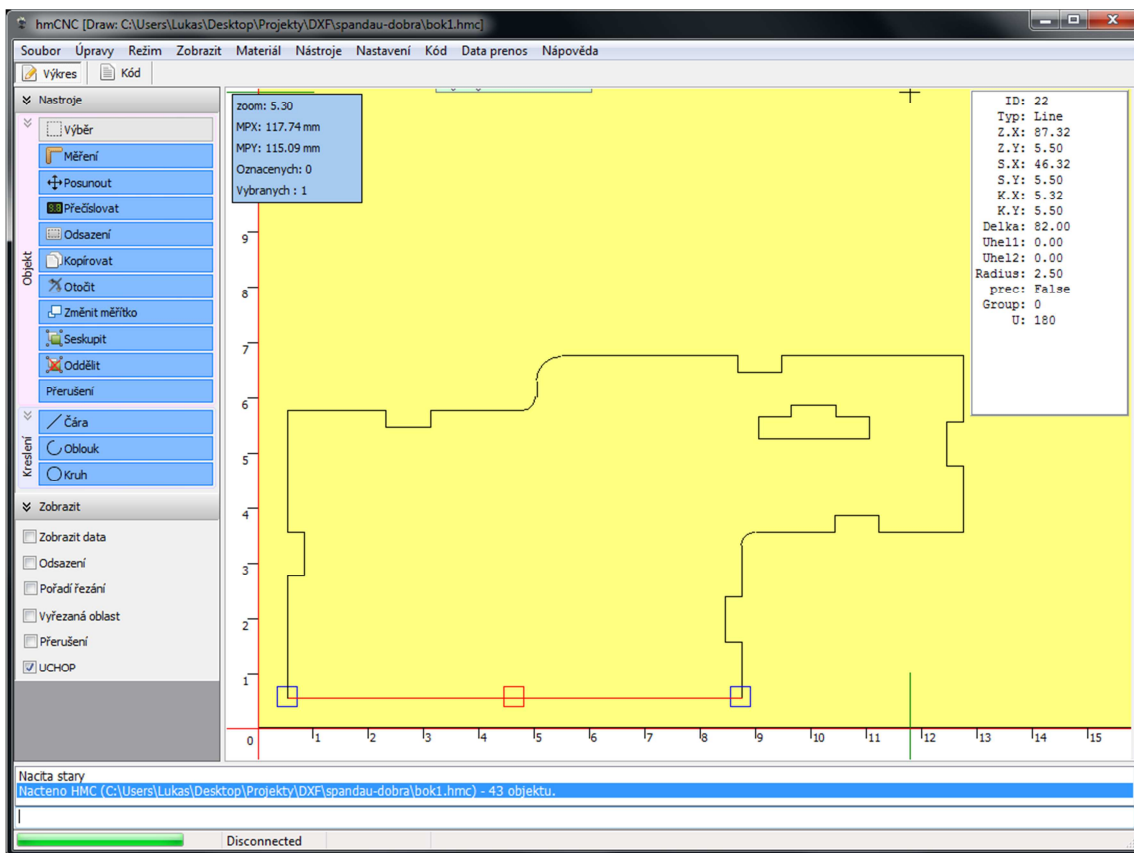 hmCNC [Draw: C:\Users\Lukas\Desktop\Projekty\DXF\spandau-dobra\bok1.hmc]
Soubor Úpravy Režim Zobrazit Materiál Nástroje Nastavení Kód Data prenos Nápověda
Výkres Kód
Nastroje
Objekt
Výběr
Měření
Posunout
Přečíslovat
Odsazení
Kopírovat
Otočit
Změnit měřítko
Seskupit
Oddělit
Přerušení
Kreslení
Čára
Oblouk
Kruh
Zobrazit
Zobrazit data
Odsazení
Pořadí řezání
Vyřezaná oblast
Přerušení
UCHOP
zoom: 5.30
MPX: 117.74 mm
MPY: 115.09 mm
Oznacenych: 0
Vybranych : 1
9
8
7
6
5
4
3
2
1
0 1 2 3 4 5 6 7 8 9 10 11 12 13 14 15
ID: 22
Typ: Line
Z.X: 87.32
Z.Y: 5.50
S.X: 46.32
S.Y: 5.50
K.X: 5.32
K.Y: 5.50
Delka: 82.00
Uhel1: 0.00
Uhel2: 0.00
Radius: 2.50
prec: False
Group: 0
U: 180
Nacita stary
Nacteno HMC (C:\Users\Lukas\Desktop\Projekty\DXF\spandau-dobra\bok1.hmc) - 43 objektu.
Disconnected